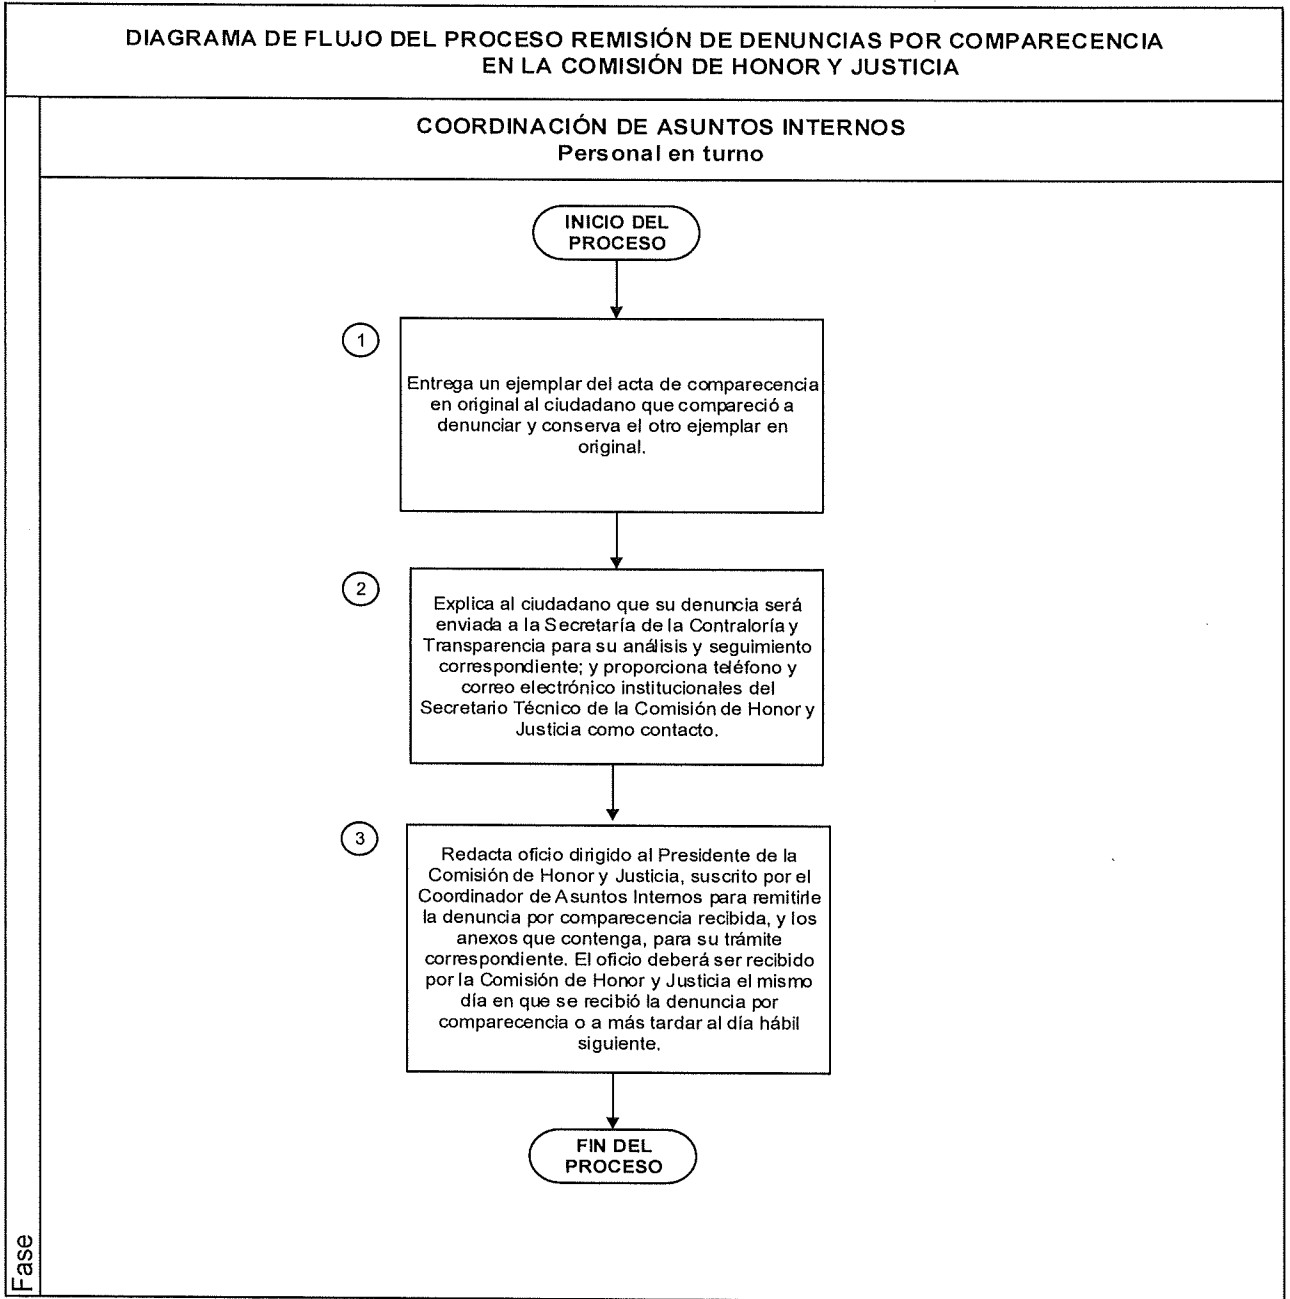 DIAGRAMA DE FLUJO DEL PROCESO REMISIÓN DE DENUNCIAS POR COMPARECENCIA
EN LA COMISIÓN DE HONOR Y JUSTICIA
COORDINACIÓN DE ASUNTOS INTERNOS
Personal en turno
INICIO DEL
PROCESO
1
Entrega un ejemplar del acta de comparecencia
en original al ciudadano que compareció a
denunciar y conserva el otro ejemplar en
original.
2
Explica al ciudadano que su denuncia será
enviada a la Secretaría de la Contraloría y
Transparencia para su análisis y seguimiento
correspondiente; y proporciona teléfono y
correo electrónico institucionales del
Secretario Técnico de la Comisión de Honor y
Justicia como contacto.
3
Redacta oficio dirigido al Presidente de la
Comisión de Honor y Justicia, suscrito por el
Coordinador de Asuntos Internos para remitirle
la denuncia por comparecencia recibida, y los
anexos que contenga, para su trámite
correspondiente. El oficio deberá ser recibido
por la Comisión de Honor y Justicia el mismo
día en que se recibió la denuncia por
comparecencia o a más tardar al día hábil
siguiente.
FIN DEL
PROCESO
Fase